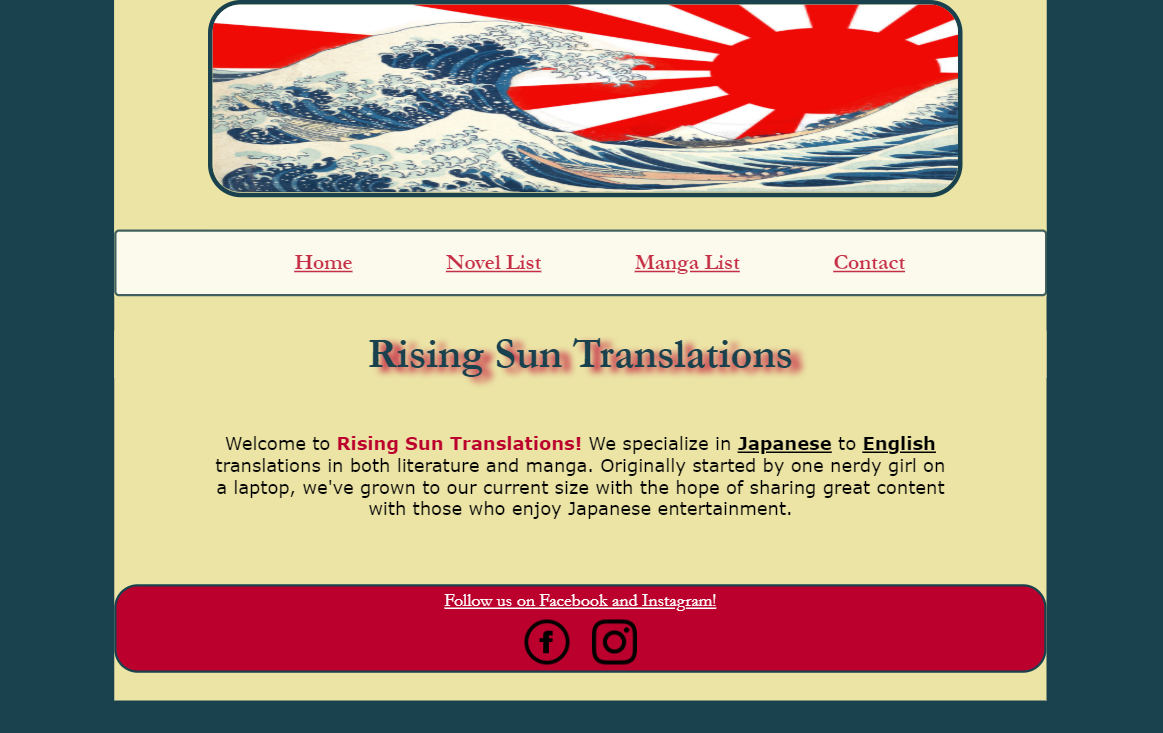 Home Novel List Manga List Contact
Rising Sun Translations
Welcome to Rising Sun Translations! We specialize in Japanese to English
translations in both literature and manga. Originally started by one nerdy girl on
a laptop, we've grown to our current size with the hope of sharing great content
with those who enjoy Japanese entertainment.
Follow us on Facebook and Instagram!